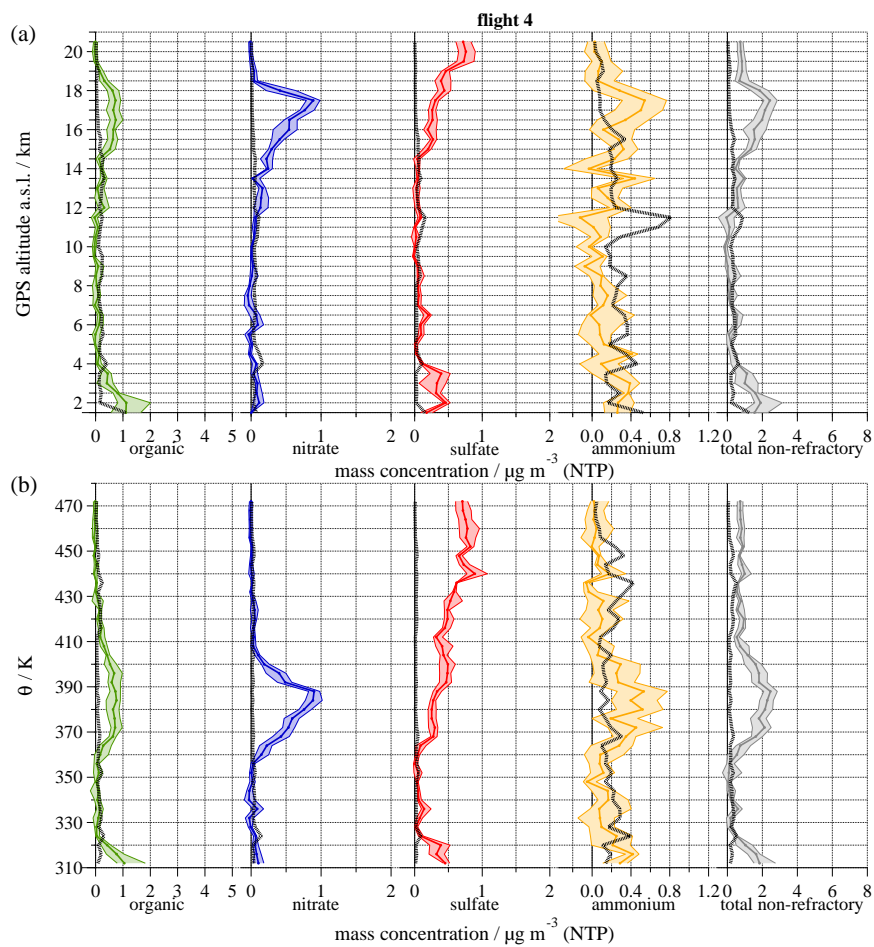 flight 4
(a)
20
18
16
14
12
10
8
6
4
2
GPS altitude a.s.l. / km
0 1 2 3 4 5 0 1 2 0 1 2 0.0 0.4 0.8 1.2 0 2 4 6 8
organic nitrate sulfate ammonium total non-refractory
mass concentration / µg m⁻³ (NTP)
(b)
470
450
430
410
390
370
350
330
310
θ / K
0 1 2 3 4 5 0 1 2 0 1 2 0.0 0.4 0.8 1.2 0 2 4 6 8
organic nitrate sulfate ammonium total non-refractory
mass concentration / µg m⁻³ (NTP)